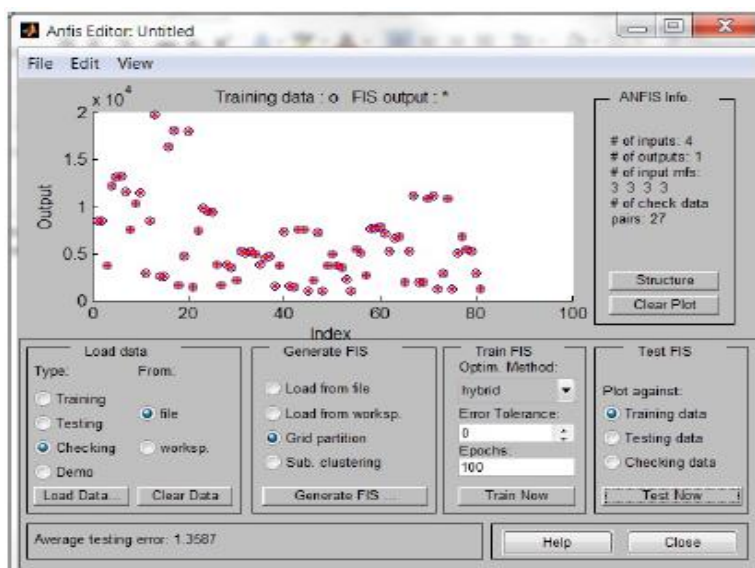 Anfis Editor: Untitled
File Edit View
x 10^4
Training data : o FIS output : *
2
1.5
1
0.5
0
Output
0 20 40 60 80 100
Index
ANFIS Info.
# of inputs: 4
# of outputs: 1
# of input mfs:
3 3 3 3
# of check data
pairs: 27
Structure
Clear Plot
Load data
Type: From:
Training
Testing
Checking
Demo
file
worksp.
Load Data...
Clear Data
Generate FIS
Load from file
Load from worksp.
Grid partition
Sub. clustering
Generate FIS ...
Train FIS
Optim. Method:
hybrid
Error Tolerance:
0
Epochs:
100
Train Now
Test FIS
Plot against:
Training data
Testing data
Checking data
Test Now
Average testing error: 1.3587
Help
Close